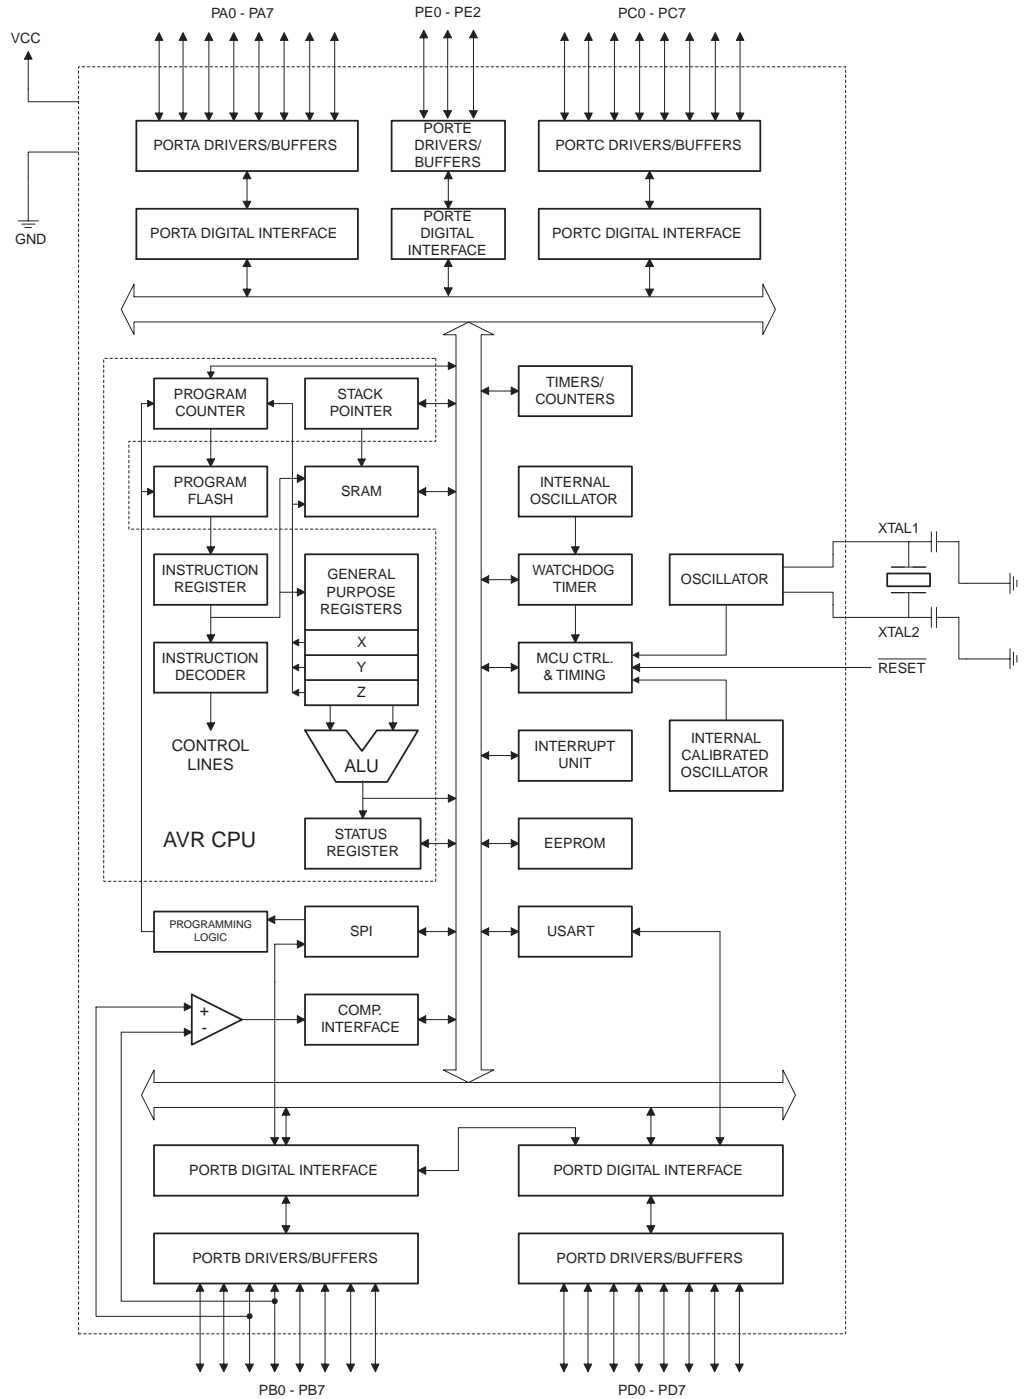 PA0 - PA7
PE0 - PE2
PC0 - PC7
VCC
PORTA DRIVERS/BUFFERS
PORTE
DRIVERS/
BUFFERS
PORTC DRIVERS/BUFFERS
GND
PORTA DIGITAL INTERFACE
PORTE
DIGITAL
INTERFACE
PORTC DIGITAL INTERFACE
PROGRAM
COUNTER
STACK
POINTER
TIMERS/
COUNTERS
PROGRAM
FLASH
SRAM
INTERNAL
OSCILLATOR
XTAL1
INSTRUCTION
REGISTER
GENERAL
PURPOSE
REGISTERS
WATCHDOG
TIMER
OSCILLATOR
XTAL2
X
Y
Z
INSTRUCTION
DECODER
MCU CTRL.
& TIMING
RESET
CONTROL
LINES
ALU
INTERRUPT
UNIT
INTERNAL
CALIBRATED
OSCILLATOR
AVR CPU
STATUS
REGISTER
EEPROM
PROGRAMMING
LOGIC
SPI
USART
+
-
COMP.
INTERFACE
PORTB DIGITAL INTERFACE
PORTD DIGITAL INTERFACE
PORTB DRIVERS/BUFFERS
PORTD DRIVERS/BUFFERS
PB0 - PB7
PD0 - PD7